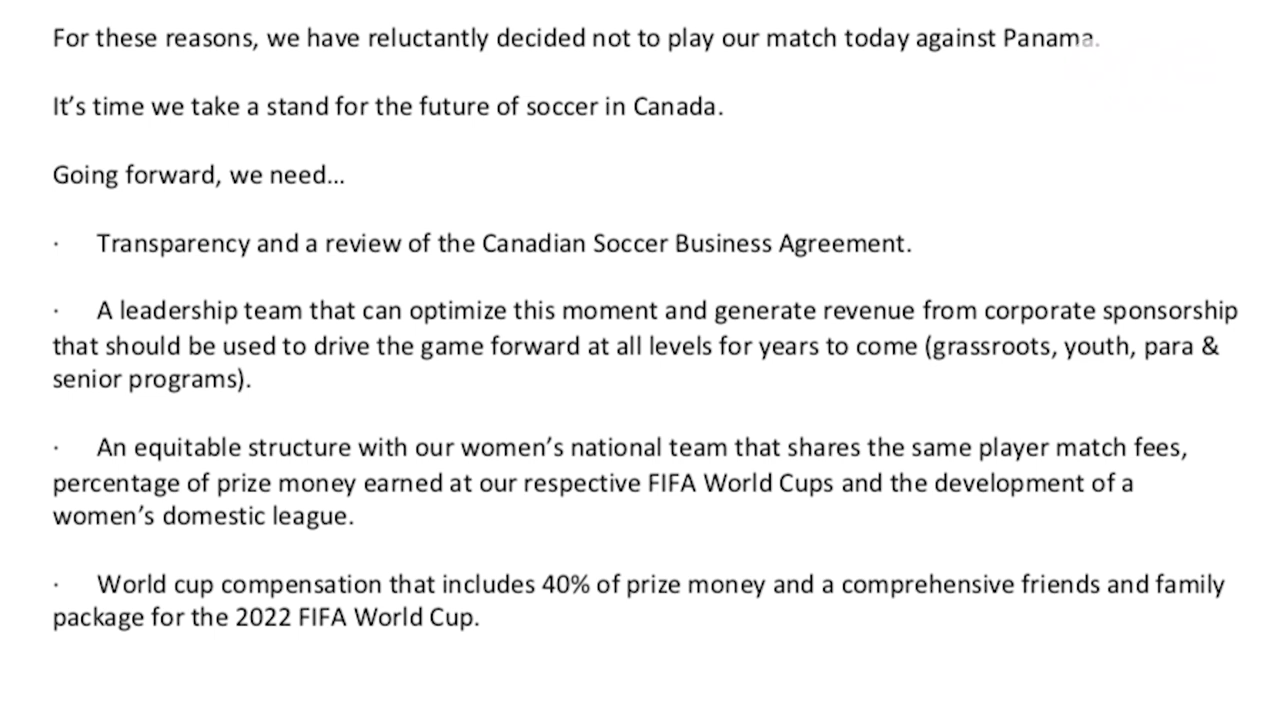 For these reasons, we have reluctantly decided not to play our match today against Panama.
It’s time we take a stand for the future of soccer in Canada.
Going forward, we need…
· Transparency and a review of the Canadian Soccer Business Agreement.
· A leadership team that can optimize this moment and generate revenue from corporate sponsorship
that should be used to drive the game forward at all levels for years to come (grassroots, youth, para &
senior programs).
· An equitable structure with our women’s national team that shares the same player match fees,
percentage of prize money earned at our respective FIFA World Cups and the development of a
women’s domestic league.
· World cup compensation that includes 40% of prize money and a comprehensive friends and family
package for the 2022 FIFA World Cup.